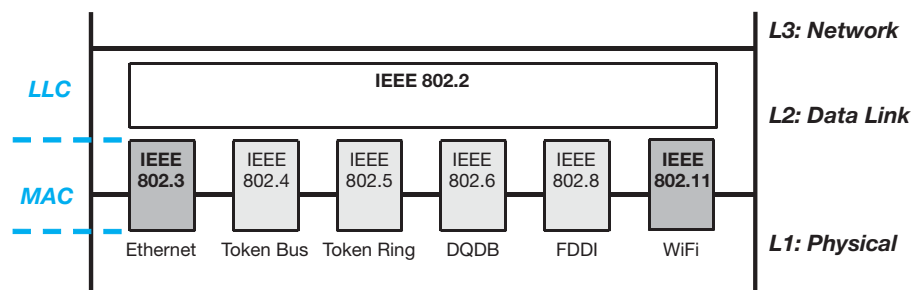 L3: Network
IEEE 802.2
LLC
L2: Data Link
IEEE 802.3
IEEE 802.4
IEEE 802.5
IEEE 802.6
IEEE 802.8
IEEE 802.11
MAC
Ethernet
Token Bus
Token Ring
DQDB
FDDI
WiFi
L1: Physical